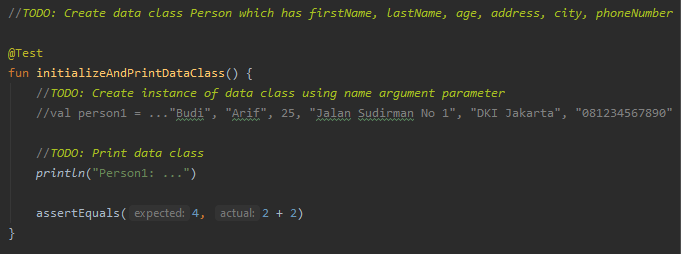 //TODO: Create data class Person which has firstName, lastName, age, address, city, phoneNumber
@Test
fun initializeAndPrintDataClass() {
//TODO: Create instance of data class using name argument parameter
//val person1 = ..."Budi", "Arif", 25, "Jalan Sudirman No 1", "DKI Jakarta", "081234567890"
//TODO: Print data class
println("Person1: ...")
assertEquals( expected: 4, actual: 2 + 2)
}